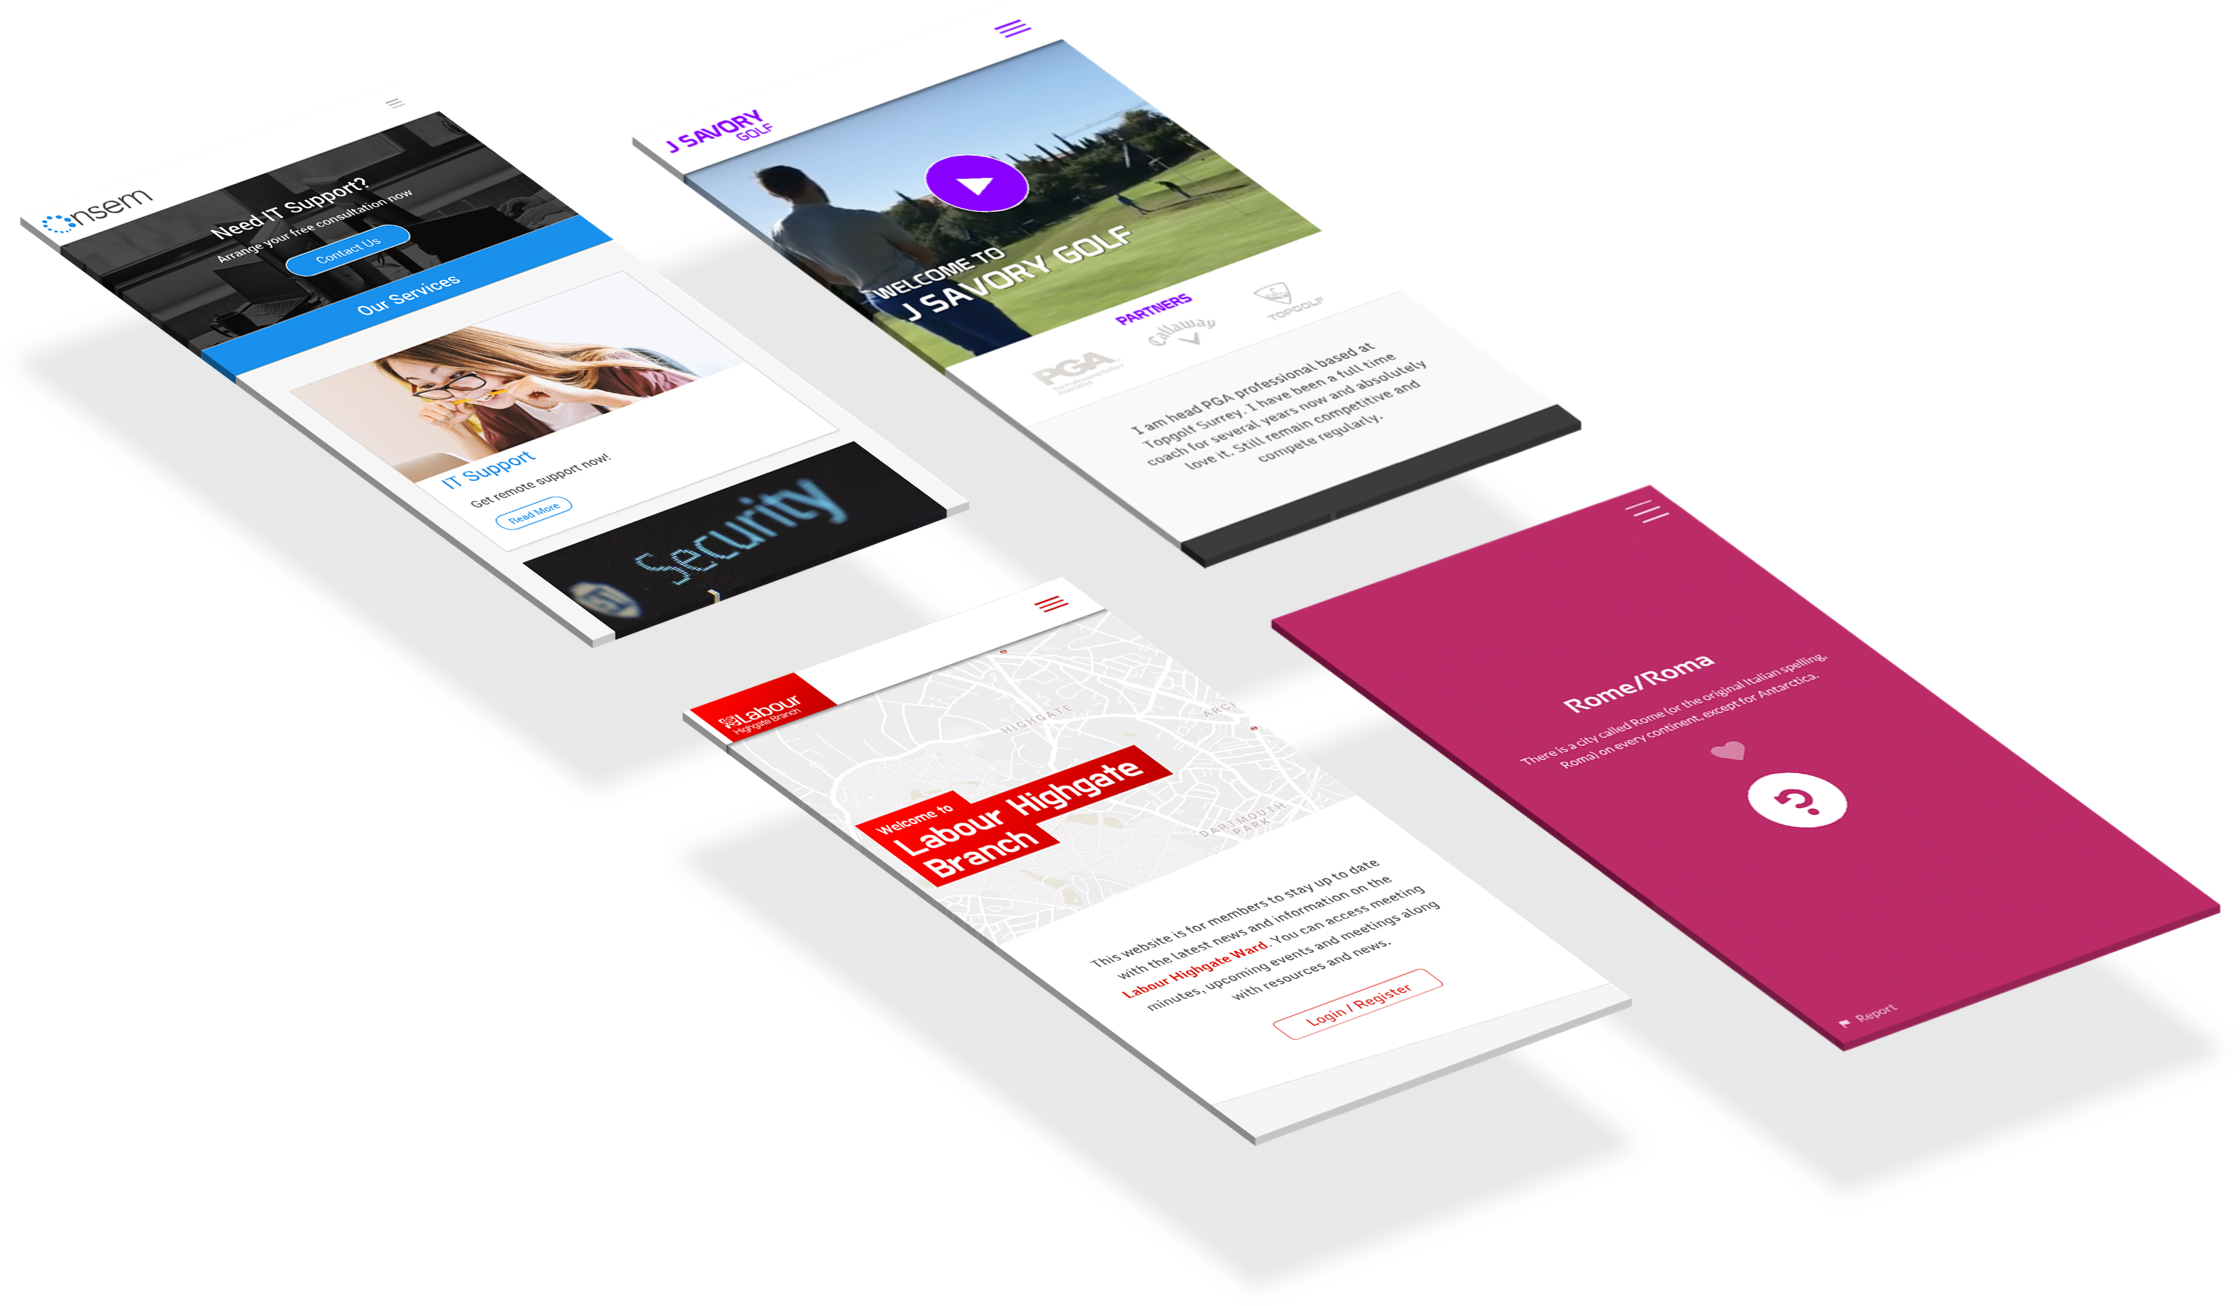 Onsem
Need IT Support?
Arrange your free consultation now
Contact Us
Our Services
IT Support
Get remote support now!
Read More
Security
J SAVORY
GOLF
WELCOME TO
J SAVORY GOLF
PARTNERS
PGA
Callaway
TOPGOLF
I am head PGA professional based at
Topgolf Surrey. I have been a full time
coach for several years now and absolutely
love it. Still remain competitive and
compete regularly.
Labour
Highgate Branch
HIGHGATE
DARTMOUTH
PARK
Welcome to
Labour Highgate
Branch
This website is for members to stay up to date
with the latest news and information on the
Labour Highgate Ward. You can access meeting
minutes, upcoming events and meetings along
with resources and news.
Login / Register
Rome/Roma
There is a city called Rome (or the original Italian spelling,
Roma) on every continent, except for Antarctica.
?
Report